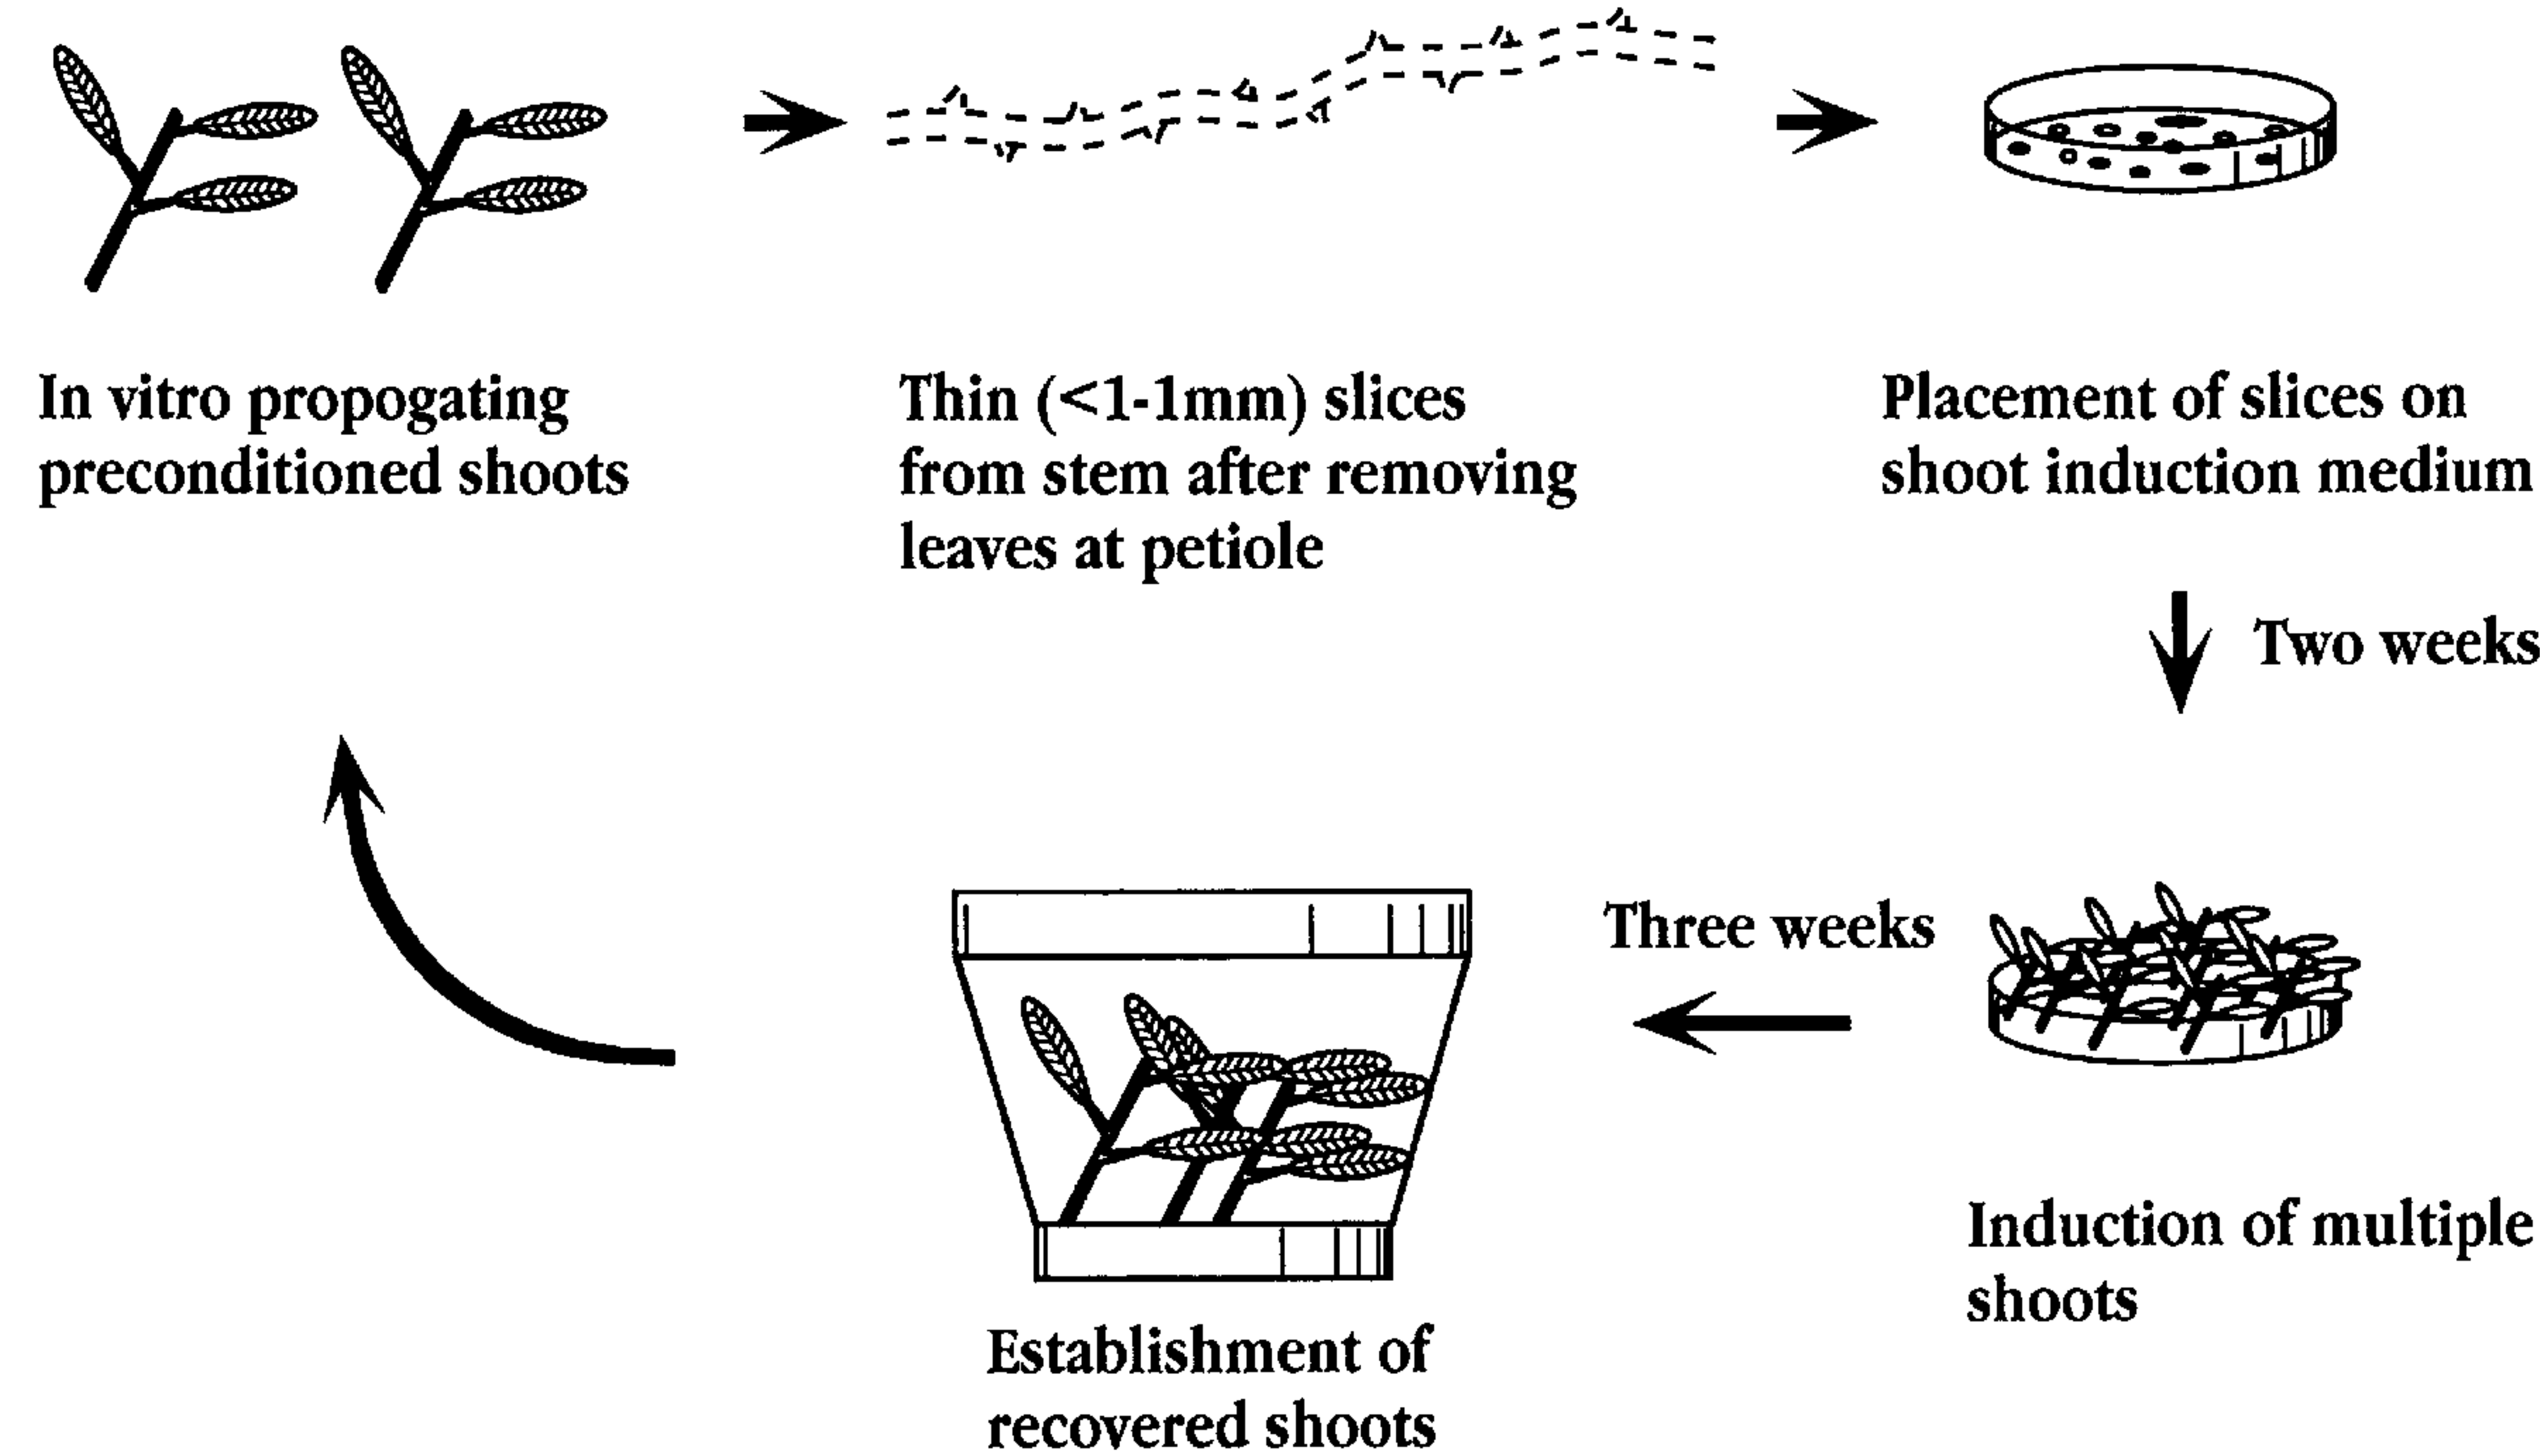 In vitro propogating
preconditioned shoots
Thin (<1-1mm) slices
from stem after removing
leaves at petiole
Placement of slices on
shoot induction medium
Two weeks
Three weeks
Induction of multiple
shoots
Establishment of
recovered shoots